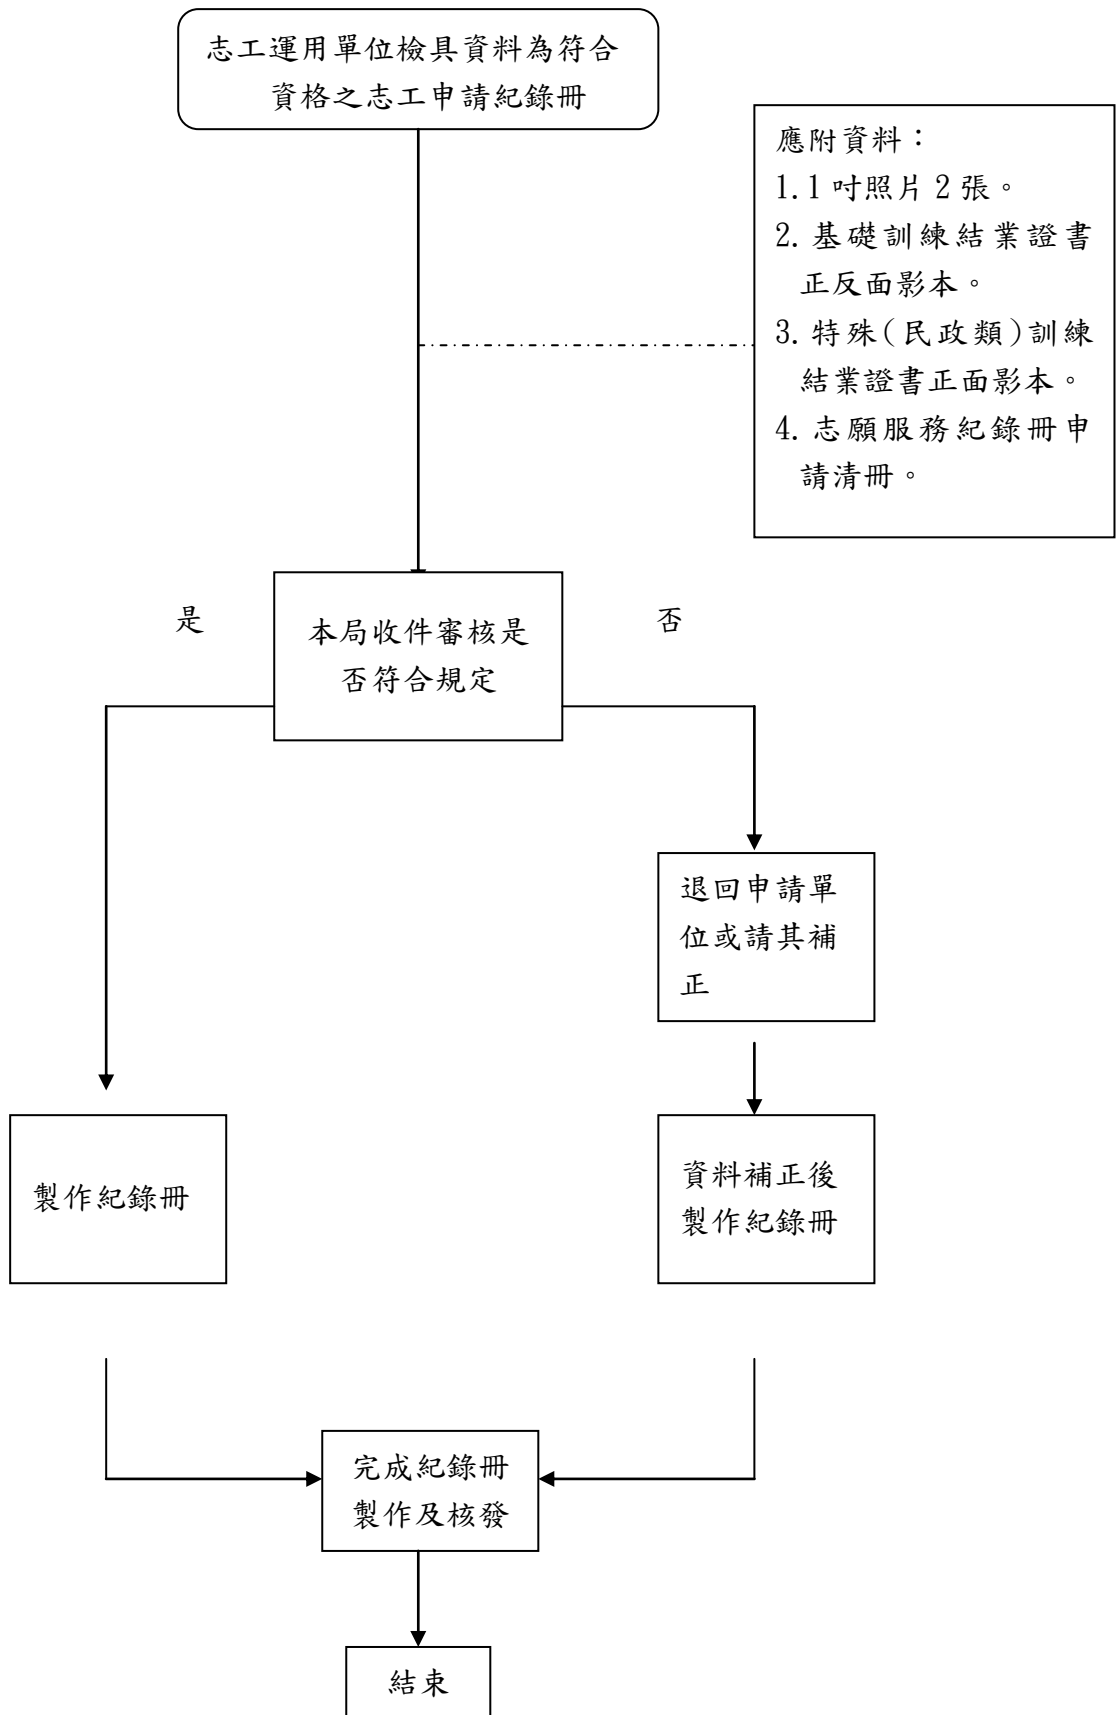 志工運用單位檢具資料為符合
資格之志工申請紀錄冊
應附資料：
1.1吋照片2張。
2.基礎訓練結業證書
正反面影本。
3.特殊(民政類)訓練
結業證書正面影本。
4.志願服務紀錄冊申
請清冊。
是
本局收件審核是
否符合規定
否
退回申請單
位或請其補
正
製作紀錄冊
資料補正後
製作紀錄冊
完成紀錄冊
製作及核發
結束